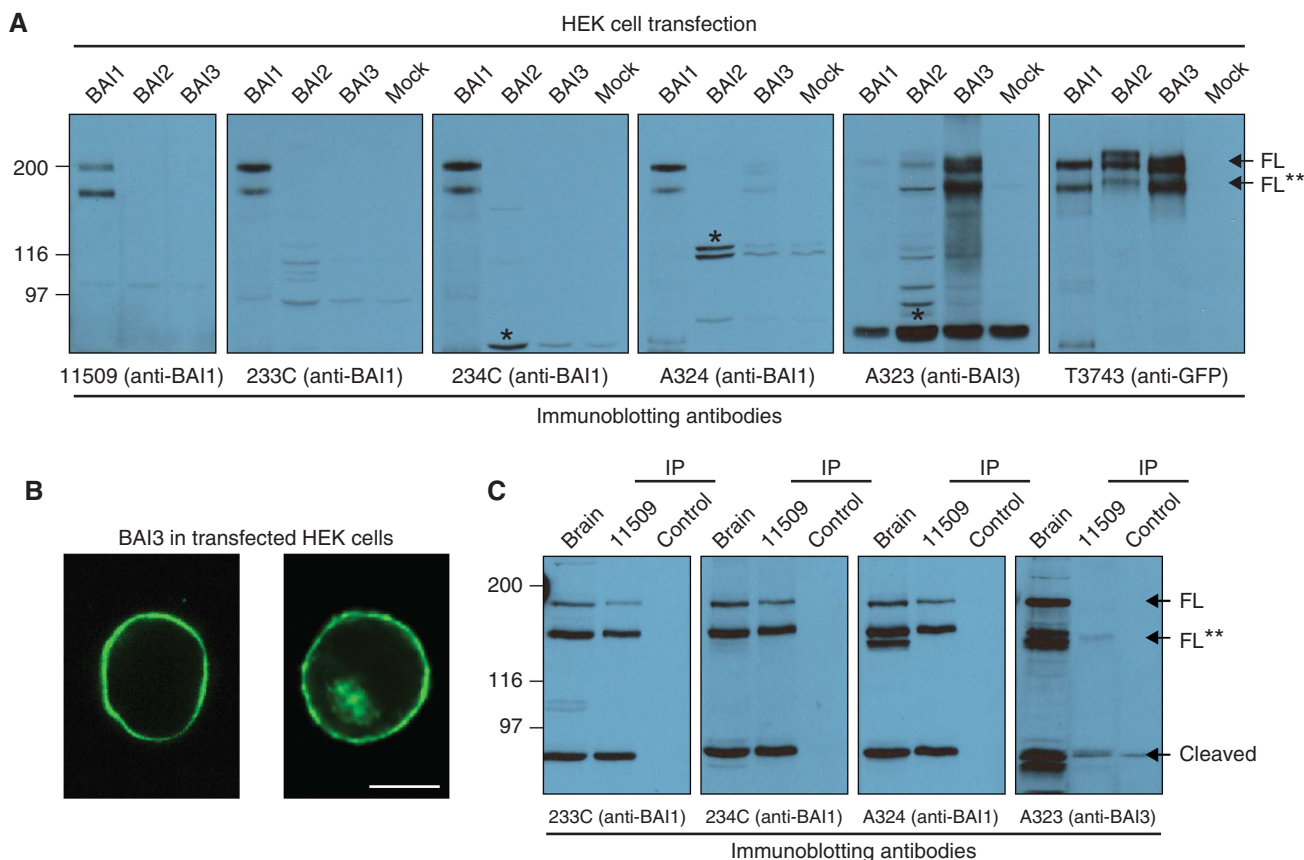 A
HEK cell transfection
BAI1 BAI2 BAI3 BAI1 BAI2 BAI3 Mock BAI1 BAI2 BAI3 Mock BAI1 BAI2 BAI3 Mock BAI1 BAI2 BAI3 Mock BAI1 BAI2 BAI3 Mock
200
116
97
* * *
FL
FL**
11509 (anti-BAI1) 233C (anti-BAI1) 234C (anti-BAI1) A324 (anti-BAI1) A323 (anti-BAI3) T3743 (anti-GFP)
Immunoblotting antibodies
B
BAI3 in transfected HEK cells
C
IP IP IP IP
Brain 11509 Control Brain 11509 Control Brain 11509 Control Brain 11509 Control
200
116
97
FL
FL**
Cleaved
233C (anti-BAI1) 234C (anti-BAI1) A324 (anti-BAI1) A323 (anti-BAI3)
Immunoblotting antibodies